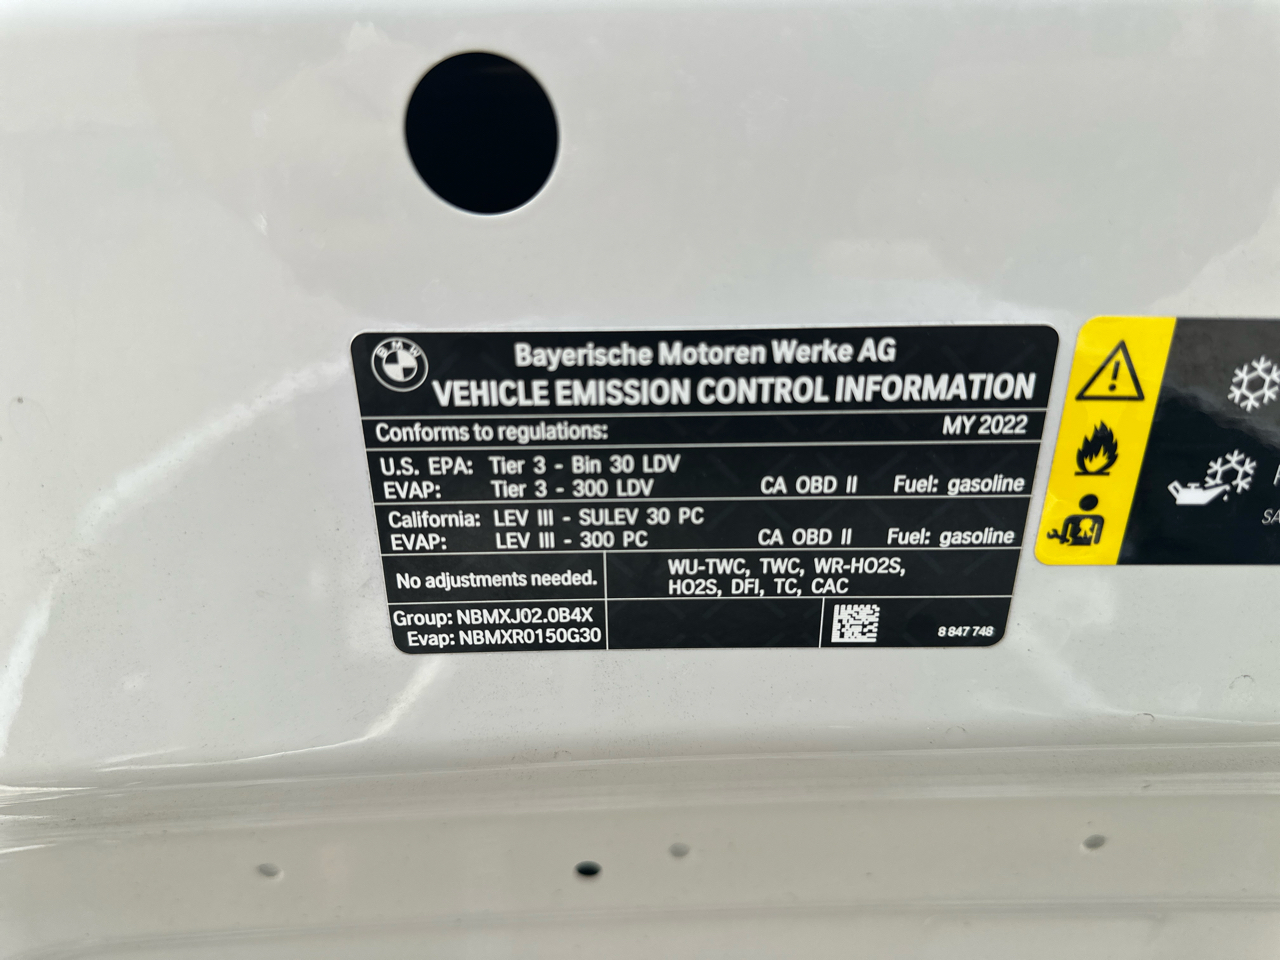 BMW
Bayerische Motoren Werke AG
VEHICLE EMISSION CONTROL INFORMATION
Conforms to regulations: MY 2022
U.S. EPA: Tier 3 - Bin 30 LDV
EVAP: Tier 3 - 300 LDV CA OBD II Fuel: gasoline
California: LEV III - SULEV 30 PC
EVAP: LEV III - 300 PC CA OBD II Fuel: gasoline
No adjustments needed. WU-TWC, TWC, WR-HO2S,
HO2S, DFI, TC, CAC
Group: NBMXJ02.0B4X
Evap: NBMXR0150G30
8 847 748
SA